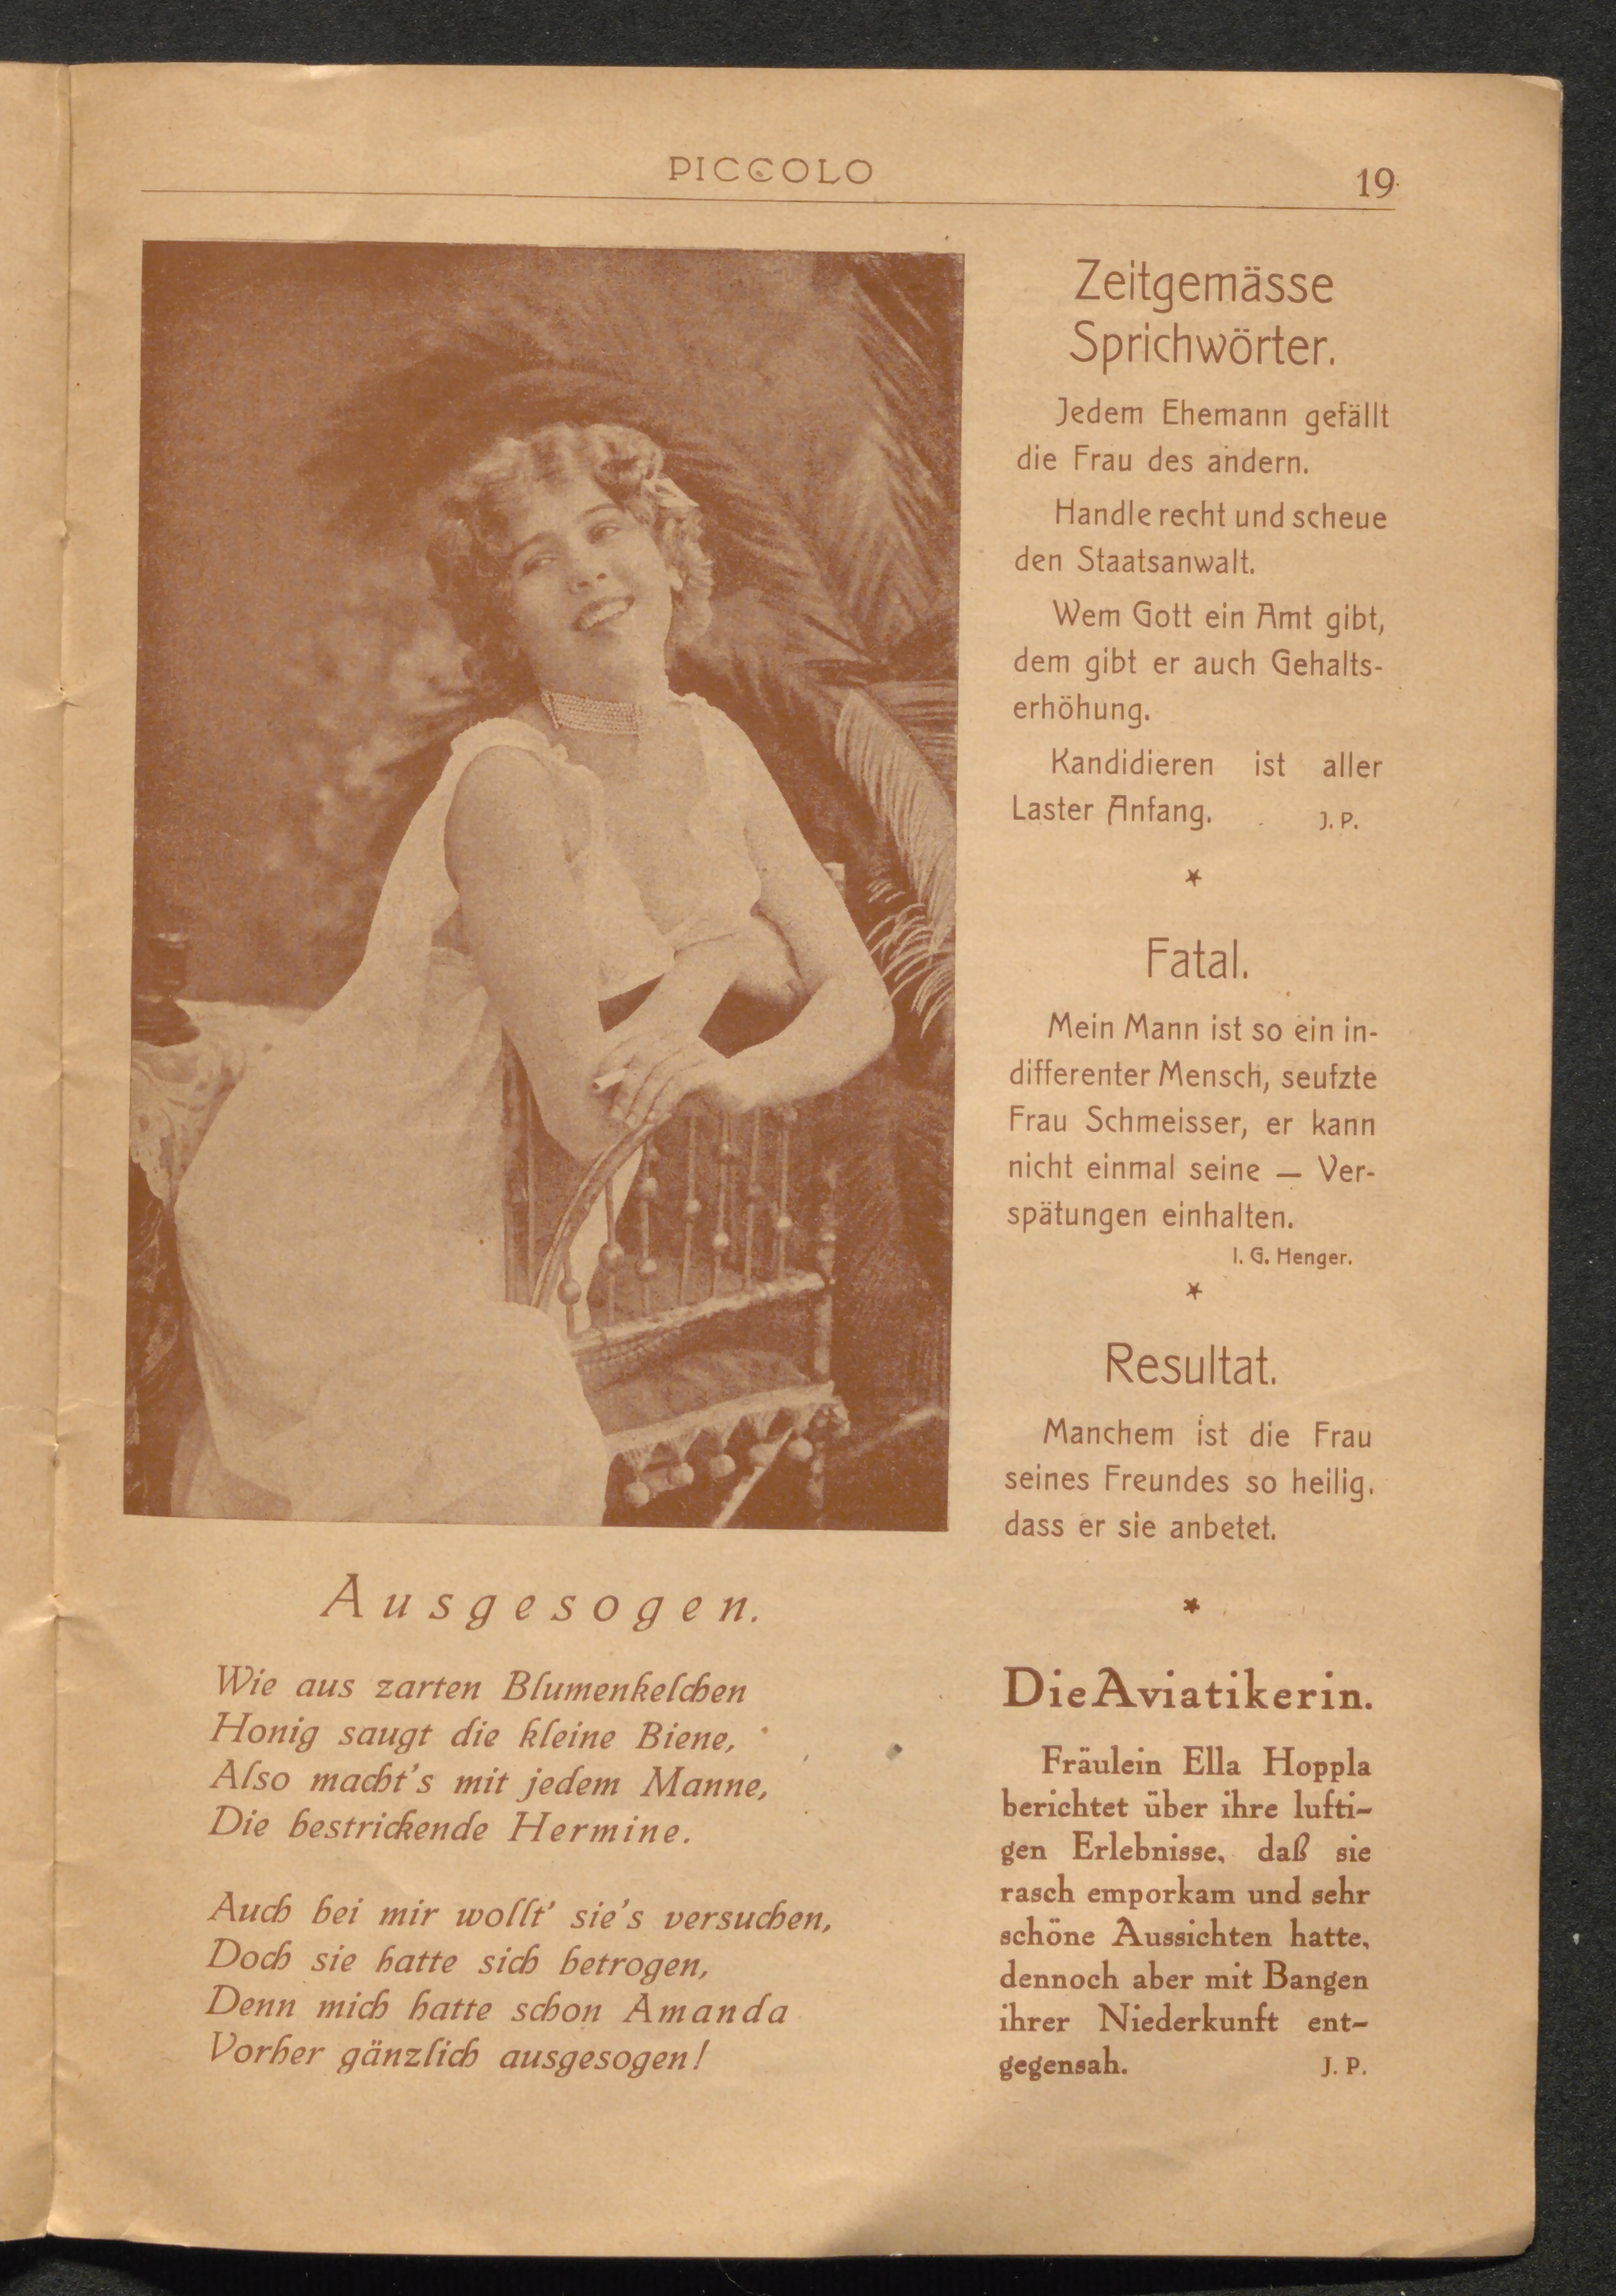 PICCOLO
19
Ausgesogen.
Wie aus zarten Blumenkelchen
Honig saugt die kleine Biene,
Also macht's mit jedem Manne,
Die bestrickende Hermine.
Auch bei mir wollt' sie's versuchen,
Doch sie hatte sich betrogen,
Denn mich hatte schon Amanda
Vorher gänzlich ausgesogen!
Zeitgemässe
Sprichwörter.
Jedem Ehemann gefällt
die Frau des andern.
Handle recht und scheue
den Staatsanwalt.
Wem Gott ein Amt gibt,
dem gibt er auch Gehalts-
erhöhung.
Kandidieren ist aller
Laster Anfang. J. P.
*
Fatal.
Mein Mann ist so ein in-
differenter Mensch, seufzte
Frau Schmeisser, er kann
nicht einmal seine — Ver-
spätungen einhalten.
I. G. Henger.
*
Resultat.
Manchem ist die Frau
seines Freundes so heilig,
dass er sie anbetet.
*
Die Aviatikerin.
Fräulein Ella Hoppla
berichtet über ihre lufti-
gen Erlebnisse, daß sie
rasch emporkam und sehr
schöne Aussichten hatte,
dennoch aber mit Bangen
ihrer Niederkunft ent-
gegensah. J. P.